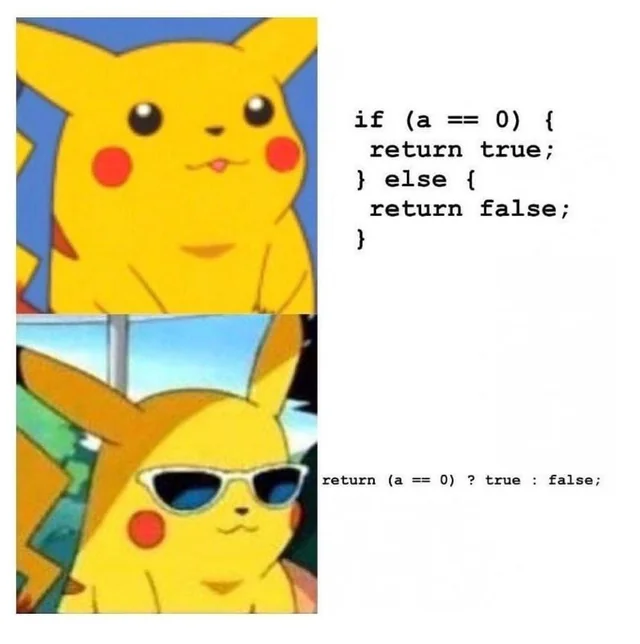 if (a == 0) {
 return true;
} else {
 return false;
}
return (a == 0) ? true : false;